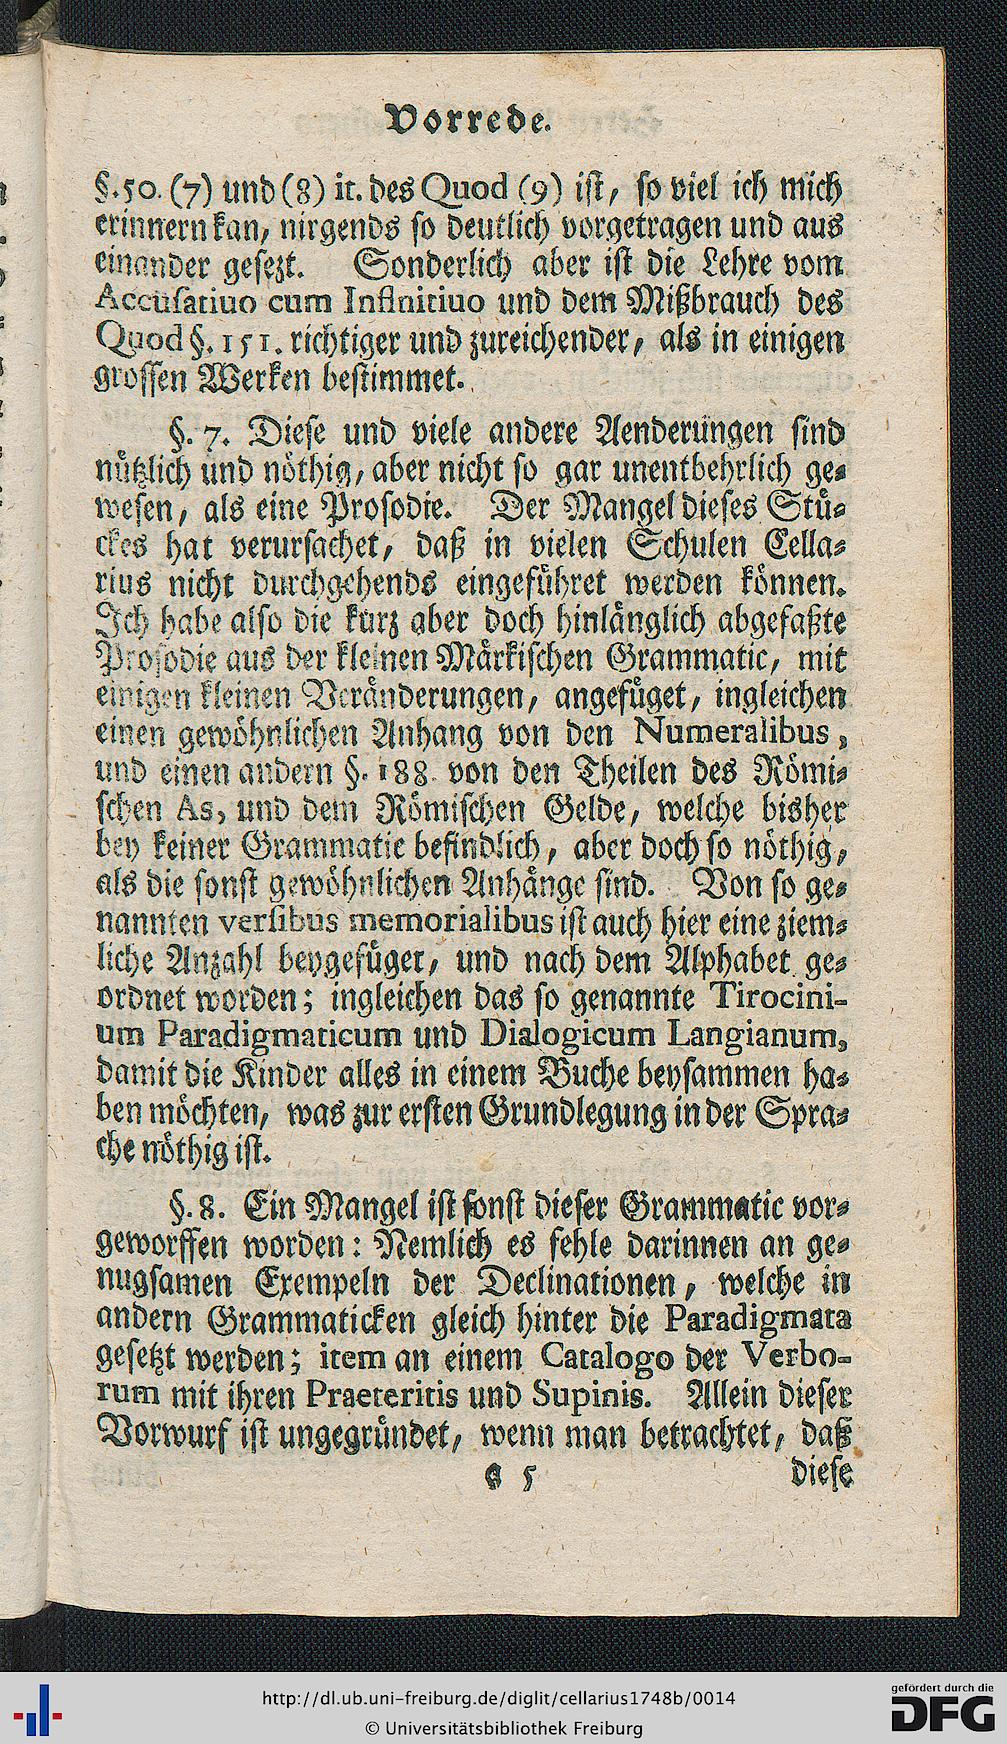 Vorrede.
§. 50. (7) und (8) it. des Quod (9) ist, so viel ich mich
erinnern kan, nirgends so deutlich vorgetragen und aus
einander gesezt. Sonderlich aber ist die Lehre vom
Accusatiuo cum Infinitiuo und dem Mißbrauch des
Quod §. 151. richtiger und zureichender, als in einigen
grossen Werken bestimmet.
§. 7. Diese und viele andere Aenderungen sind
nützlich und nöthig, aber nicht so gar unentbehrlich ge-
wesen, als eine Prosodie. Der Mangel dieses Stü-
ckes hat verursachet, daß in vielen Schulen Cella-
rius nicht durchgehends eingeführet werden können.
Ich habe also die kurz aber doch hinlänglich abgefaßte
Prosodie aus der kleinen Märkischen Grammatic, mit
einigen kleinen Veränderungen, angefüget, ingleichen
einen gewöhnlichen Anhang von den Numeralibus,
und einen andern §. 188. von den Theilen des Römi-
schen As, und dem Römischen Gelde, welche bisher
bey keiner Grammatic befindlich, aber doch so nöthig,
als die sonst gewöhnlichen Anhänge sind. Von so ge-
nannten versibus memorialibus ist auch hier eine ziem-
liche Anzahl beygefüget, und nach dem Alphabet ge-
ordnet worden; ingleichen das so genannte Tirocini-
um Paradigmaticum und Dialogicum Langianum,
damit die Kinder alles in einem Buche beysammen ha-
ben möchten, was zur ersten Grundlegung in der Spra-
che nöthig ist.
§. 8. Ein Mangel ist sonst dieser Grammatic vor-
geworffen worden: Nemlich es fehle darinnen an ge-
nugsamen Exempeln der Declinationen, welche in
andern Grammaticken gleich hinter die Paradigmata
gesetzt werden; item an einem Catalogo der Verbo-
rum mit ihren Praeteritis und Supinis. Allein dieser
Vorwurf ist ungegründet, wenn man betrachtet, daß
a 5 diese
http://dl.ub.uni-freiburg.de/diglit/cellarius1748b/0014
© Universitätsbibliothek Freiburg
gefördert durch die
DFG